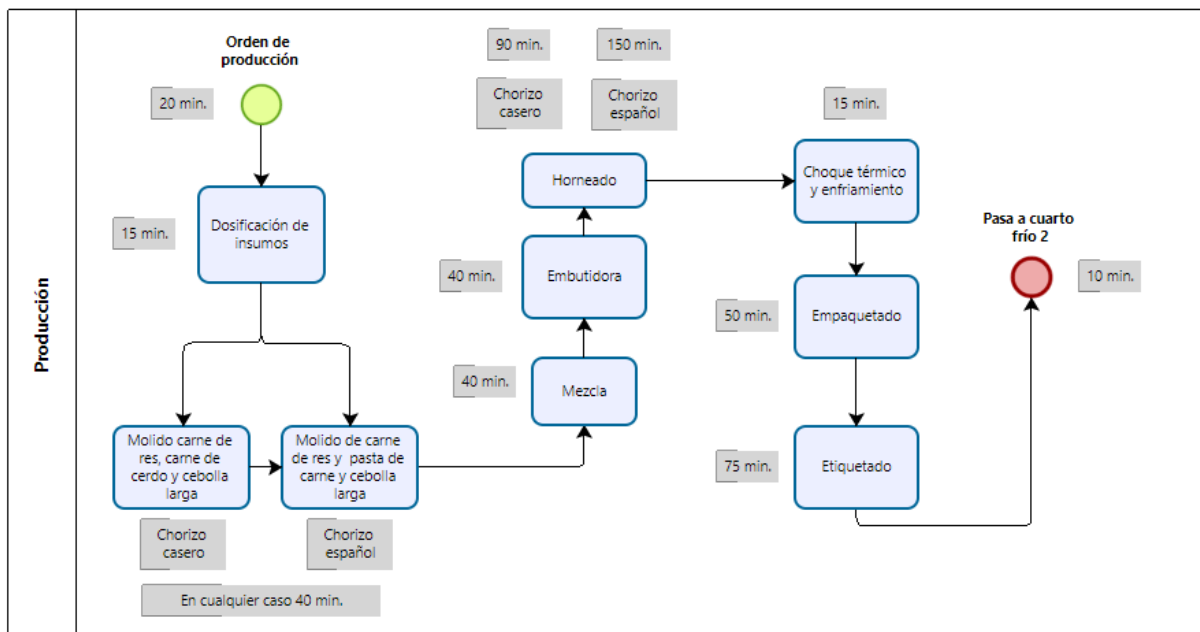 Producción
Orden de
producción
20 min.
Dosificación de
insumos
15 min.
Molido carne de
res, carne de
cerdo y cebolla
larga
Molido de carne
de res y pasta de
carne y cebolla
larga
Chorizo
casero
Chorizo
español
En cualquier caso 40 min.
90 min.
150 min.
Chorizo
casero
Chorizo
español
Horneado
40 min.
Embutidora
40 min.
Mezcla
15 min.
Choque térmico
y enfriamiento
50 min.
Empaquetado
75 min.
Etiquetado
Pasa a cuarto
frío 2
10 min.